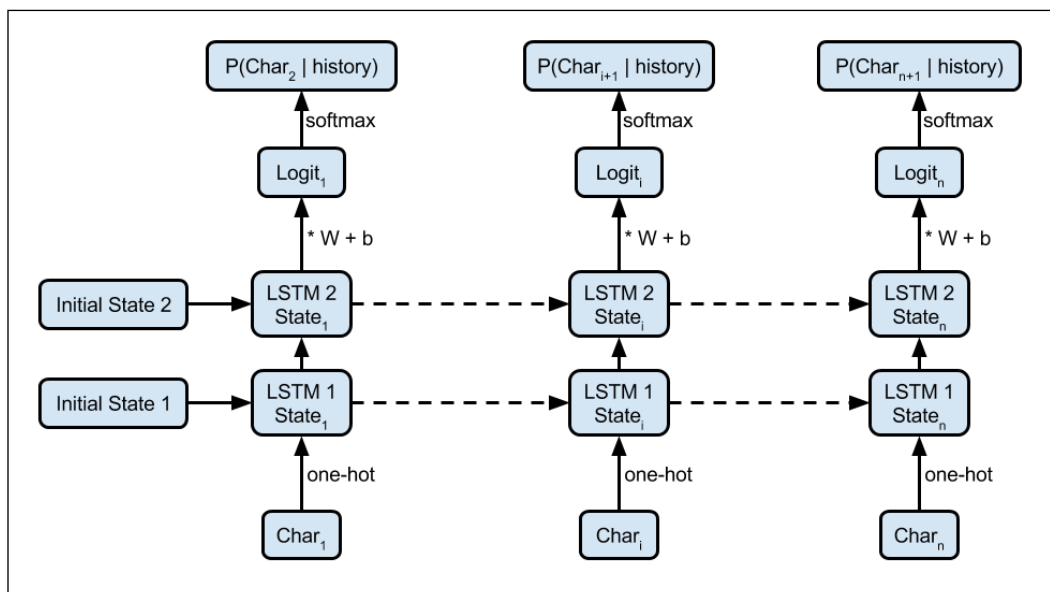 P(Char₂ | history) P(Charᵢ₊₁ | history) P(Charₙ₊₁ | history)
softmax softmax softmax
Logit₁ Logitᵢ Logitₙ
* W + b * W + b * W + b
Initial State 2
LSTM 2 LSTM 2 LSTM 2
State₁ Stateᵢ Stateₙ
Initial State 1
LSTM 1 LSTM 1 LSTM 1
State₁ Stateᵢ Stateₙ
one-hot one-hot one-hot
Char₁ Charᵢ Charₙ